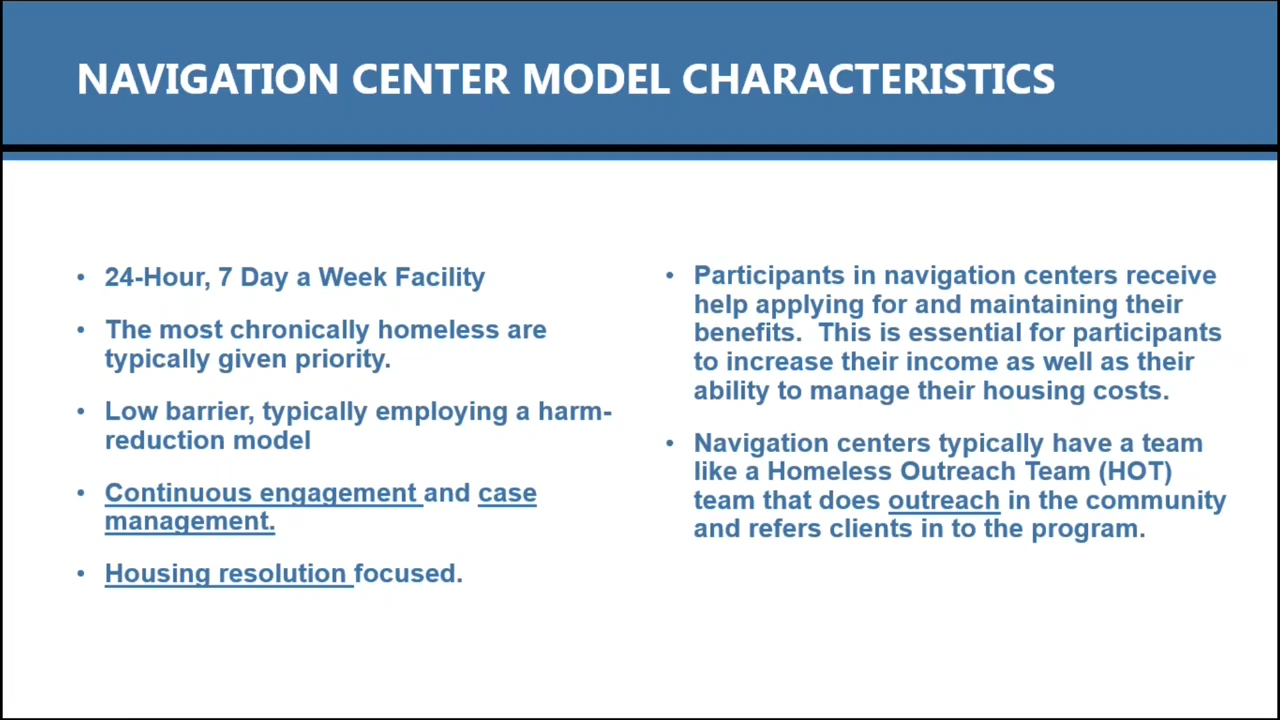 NAVIGATION CENTER MODEL CHARACTERISTICS
• 24-Hour, 7 Day a Week Facility
• The most chronically homeless are
typically given priority.
• Low barrier, typically employing a harm-
reduction model
• Continuous engagement and case
management.
• Housing resolution focused.
• Participants in navigation centers receive
help applying for and maintaining their
benefits.  This is essential for participants
to increase their income as well as their
ability to manage their housing costs.
• Navigation centers typically have a team
like a Homeless Outreach Team (HOT)
team that does outreach in the community
and refers clients in to the program.